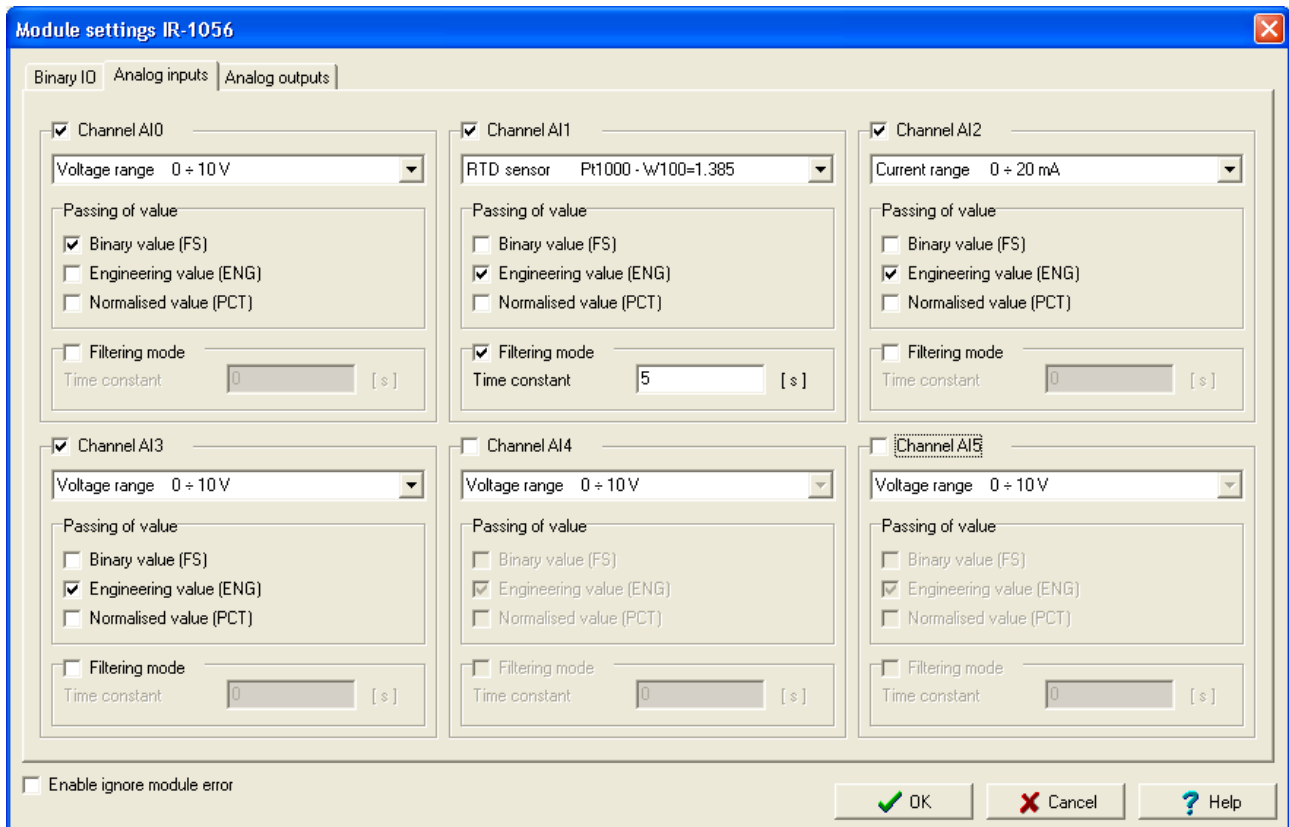 Module settings IR-1056
Binary IO Analog inputs Analog outputs
Channel AI0
Voltage range 0 ÷ 10 V
Passing of value
Binary value (FS)
Engineering value (ENG)
Normalised value (PCT)
Filtering mode
Time constant 0 [ s ]
Channel AI1
RTD sensor Pt1000 - W100=1.385
Passing of value
Binary value (FS)
Engineering value (ENG)
Normalised value (PCT)
Filtering mode
Time constant 5 [ s ]
Channel AI2
Current range 0 ÷ 20 mA
Passing of value
Binary value (FS)
Engineering value (ENG)
Normalised value (PCT)
Filtering mode
Time constant 0 [ s ]
Channel AI3
Voltage range 0 ÷ 10 V
Passing of value
Binary value (FS)
Engineering value (ENG)
Normalised value (PCT)
Filtering mode
Time constant 0 [ s ]
Channel AI4
Voltage range 0 ÷ 10 V
Passing of value
Binary value (FS)
Engineering value (ENG)
Normalised value (PCT)
Filtering mode
Time constant 0 [ s ]
Channel AI5
Voltage range 0 ÷ 10 V
Passing of value
Binary value (FS)
Engineering value (ENG)
Normalised value (PCT)
Filtering mode
Time constant 0 [ s ]
Enable ignore module error
OK Cancel ? Help